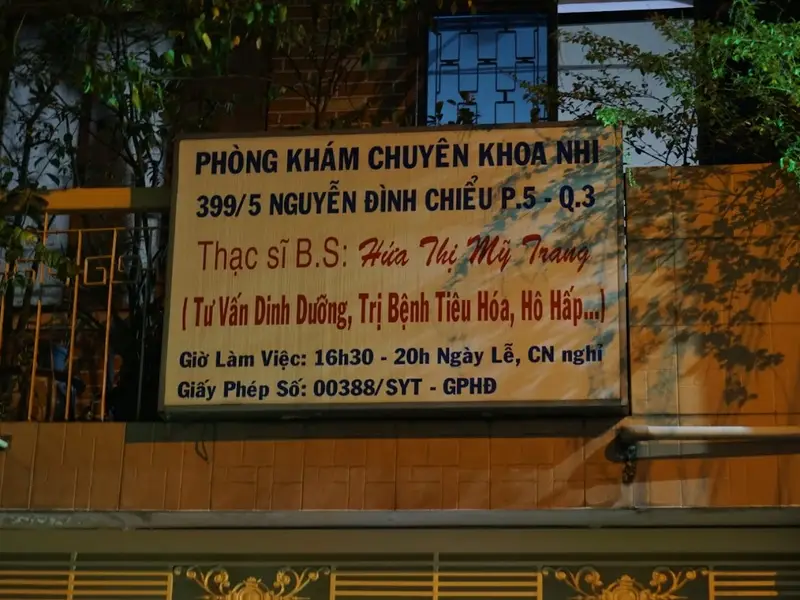 PHÒNG KHÁM CHUYÊN KHOA NHI
399/5 NGUYỄN ĐÌNH CHIỂU P.5 - Q.3
Thạc sĩ B.S: Hứa Thị Mỹ Trang
( Tư Vấn Dinh Dưỡng, Trị Bệnh Tiêu Hóa, Hô Hấp...)
Giờ Làm Việc: 16h30 - 20h Ngày Lễ, CN nghỉ
Giấy Phép Số: 00388/SYT - GPHĐ